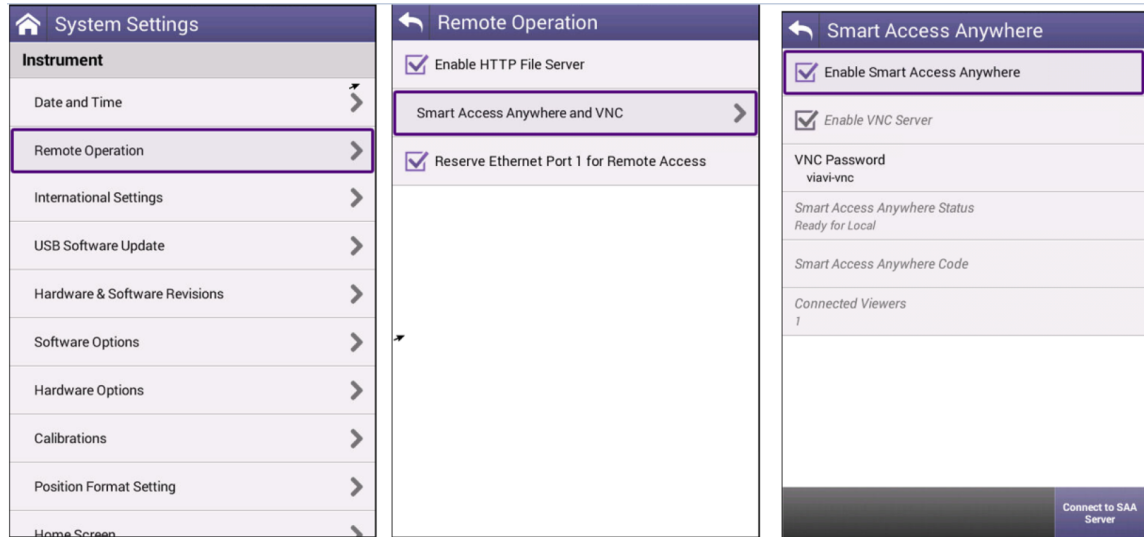 System Settings
Instrument
Date and Time
Remote Operation
International Settings
USB Software Update
Hardware & Software Revisions
Software Options
Hardware Options
Calibrations
Position Format Setting
Home Screen
Remote Operation
Enable HTTP File Server
Smart Access Anywhere and VNC
Reserve Ethernet Port 1 for Remote Access
Smart Access Anywhere
Enable Smart Access Anywhere
Enable VNC Server
VNC Password
viavi-vnc
Smart Access Anywhere Status
Ready for Local
Smart Access Anywhere Code
Connected Viewers
1
Connect to SAA
Server